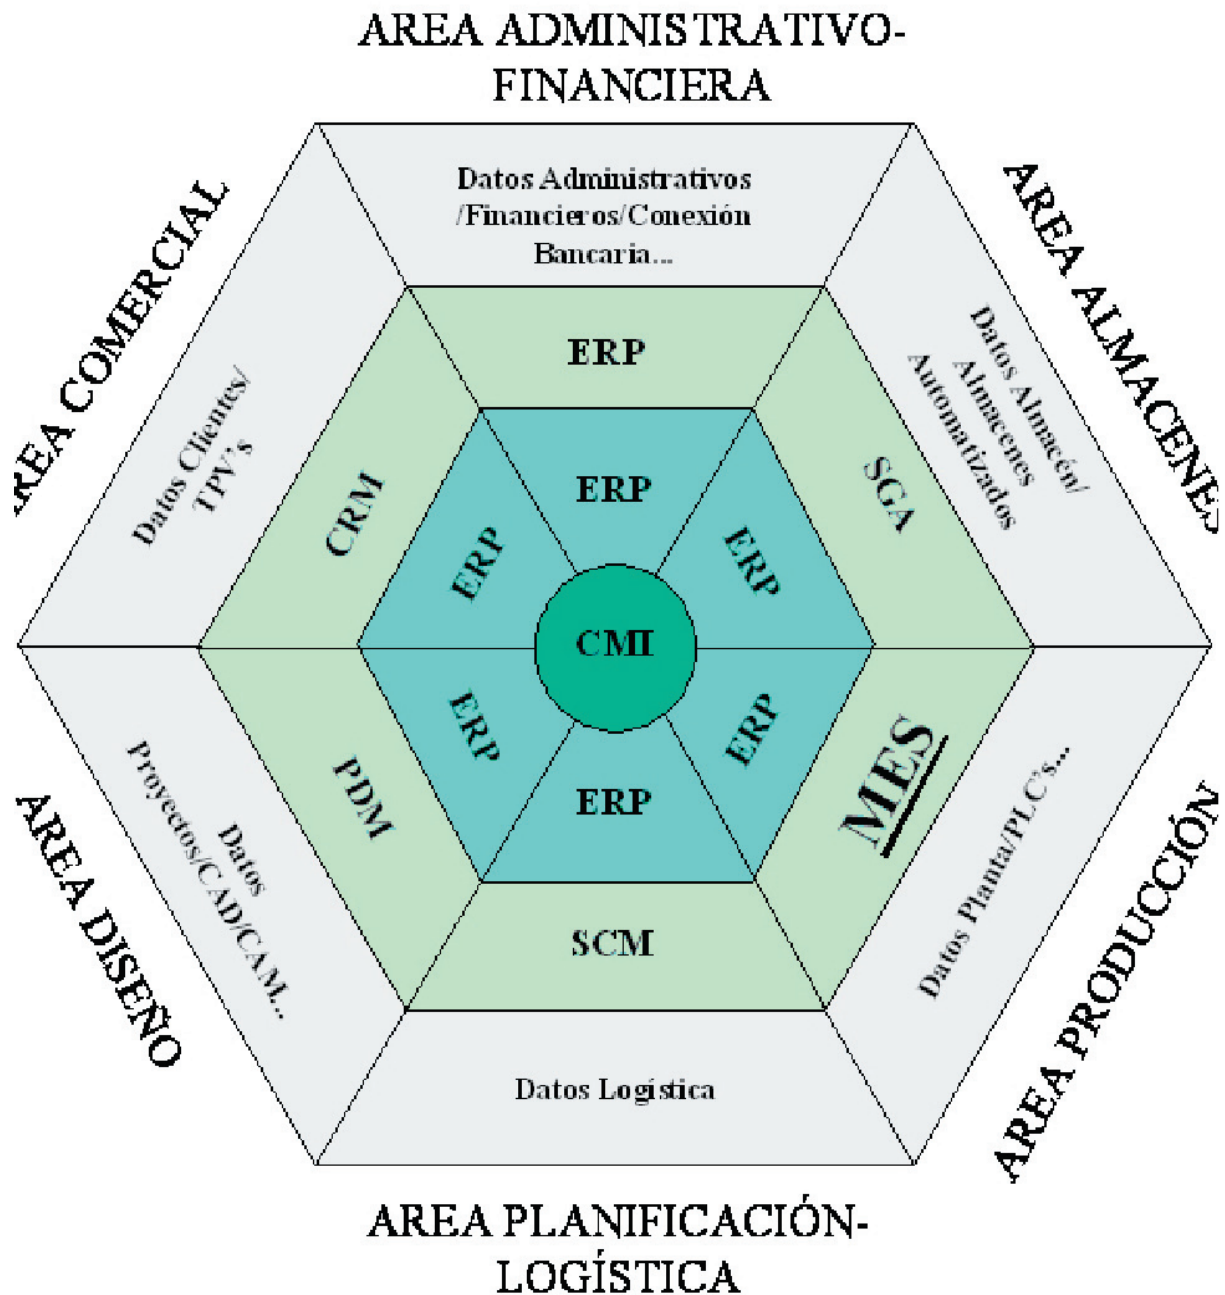 AREA ADMINISTRATIVO-
FINANCIERA
AREA COMERCIAL
AREA ALMACENES
Datos Administrativos
/Financieros/Conexión
Bancaria...
Datos Clientes/
TPV's
Datos Almacén/
Almacenes
Automatizados
ERP
CRM
SGA
ERP
ERP
ERP
CMI
ERP
ERP
ERP
PDM
MES
SCM
Datos
Proyectos/CAD/CAM...
Datos Planta/PLC's...
Datos Logística
AREA DISEÑO
AREA PRODUCCIÓN
AREA PLANIFICACIÓN-
LOGÍSTICA